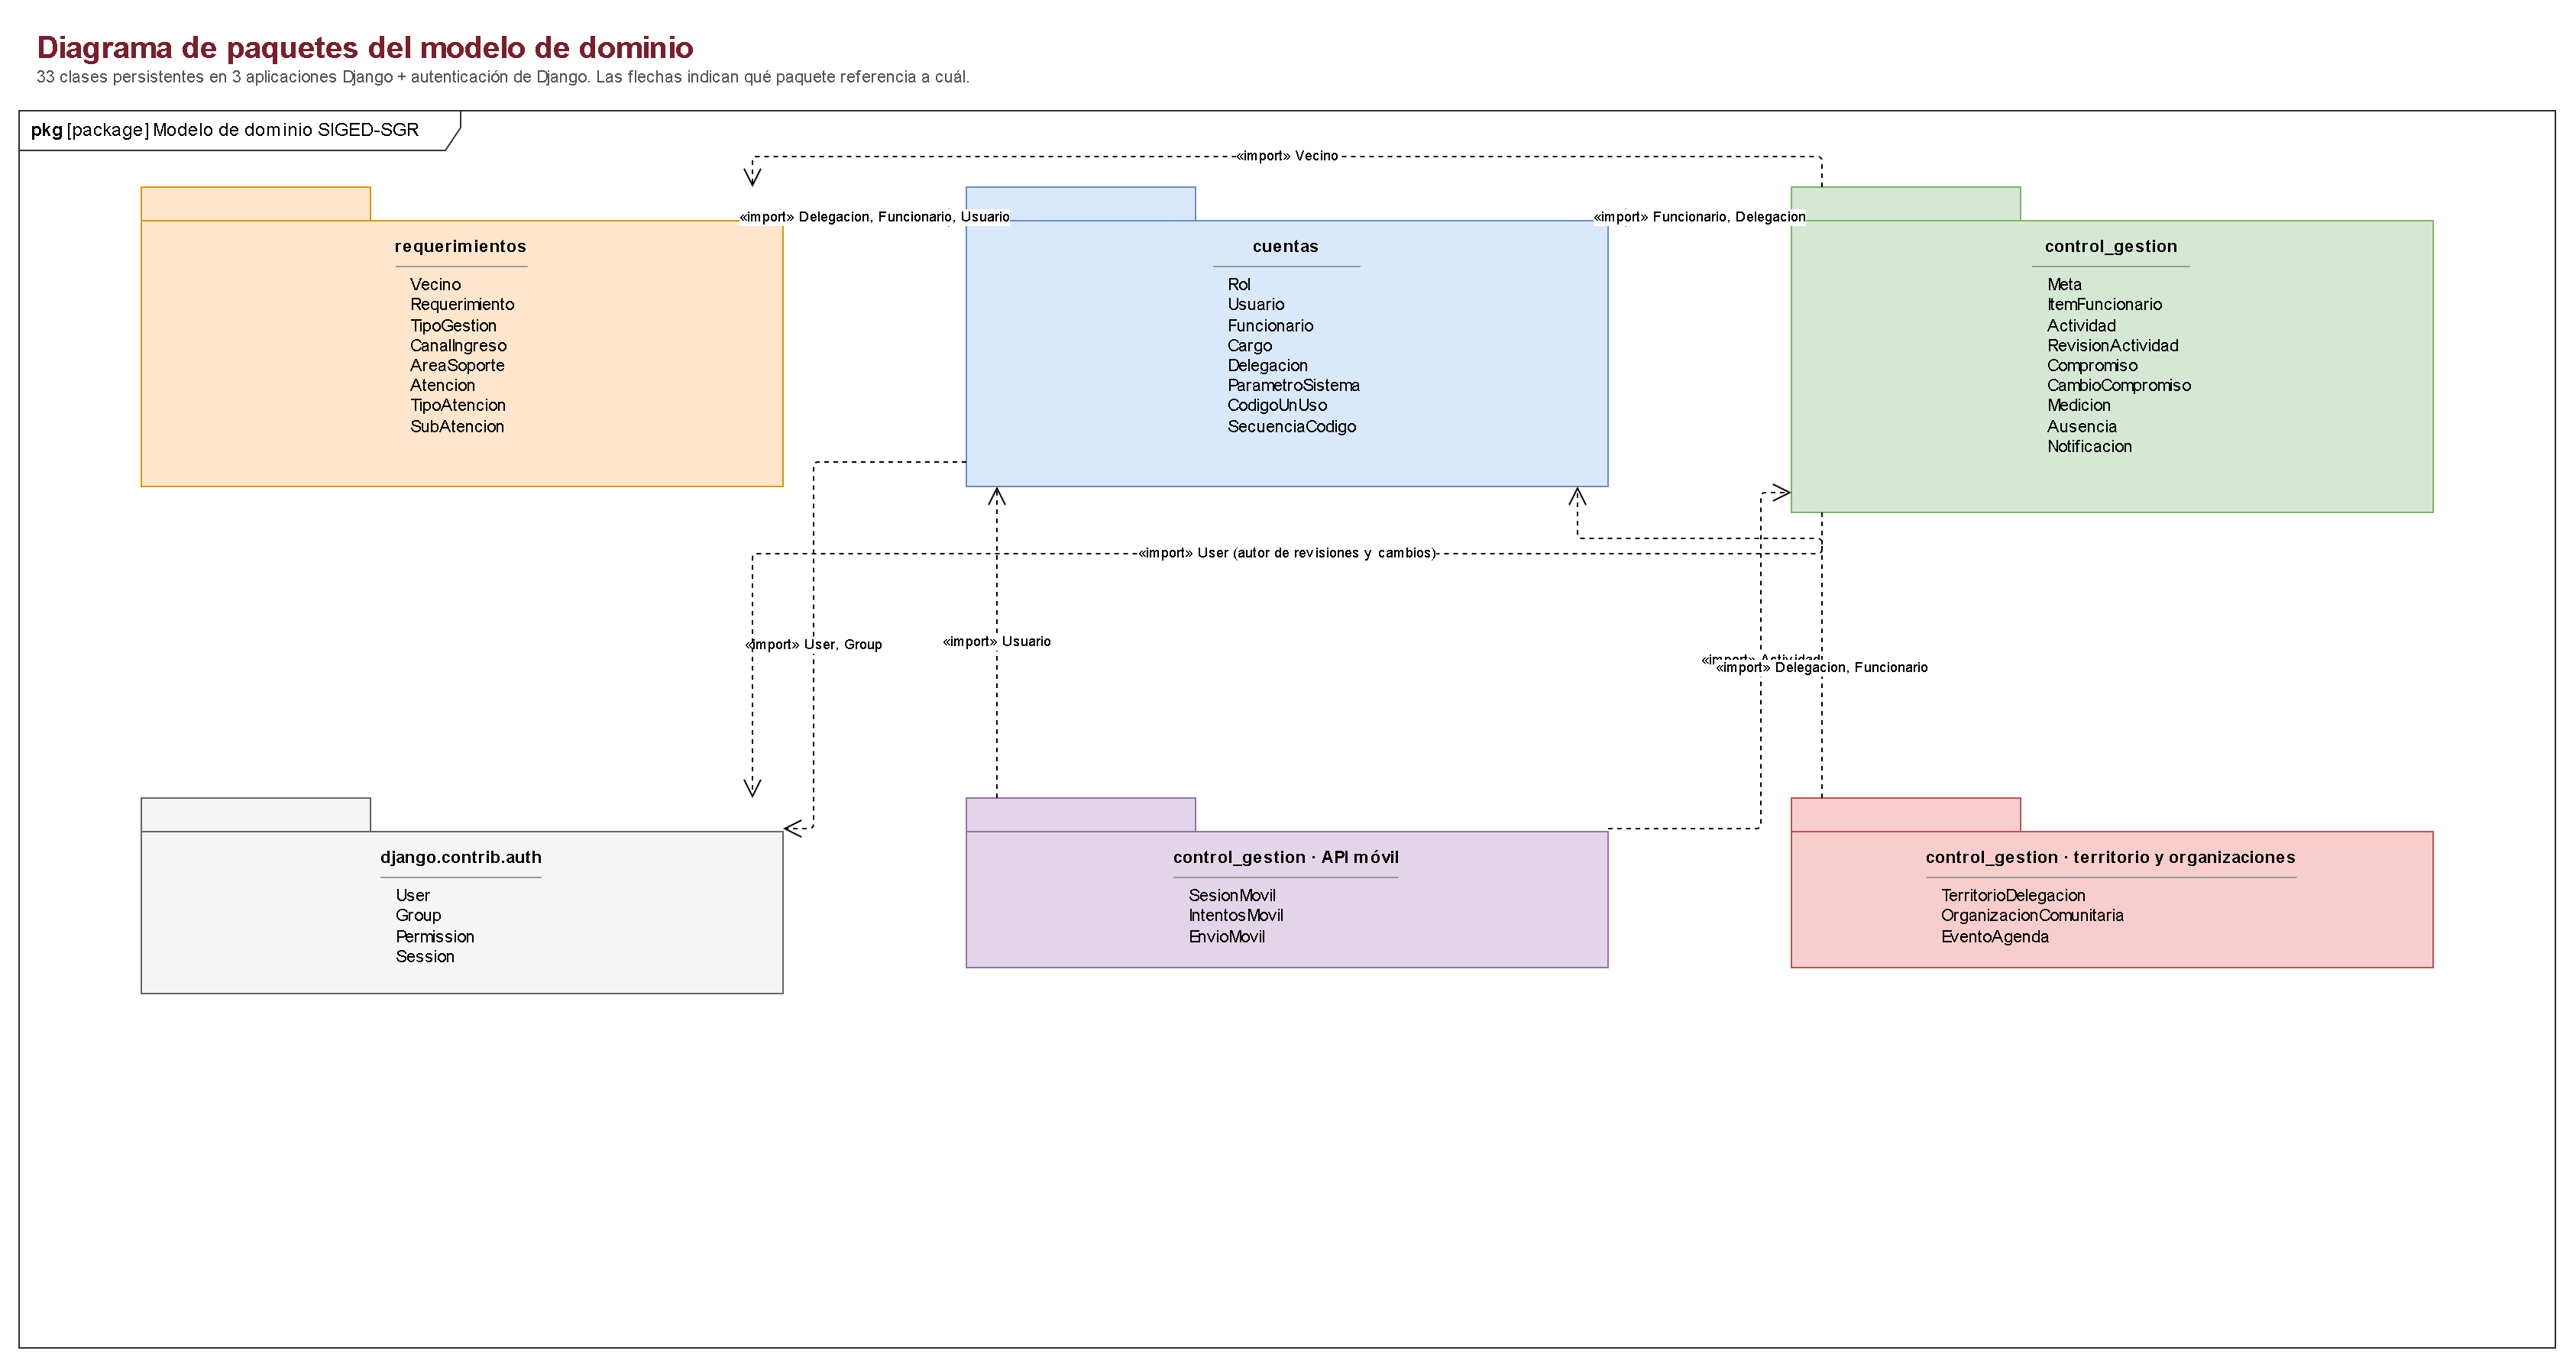 Diagrama de paquetes del modelo de dominio
33 clases persistentes en 3 aplicaciones Django + autenticación de Django. Las flechas indican qué paquete referencia a cuál.
pkg [package] Modelo de dominio SIGED-SGR
«import» Vecino
«import» Delegacion, Funcionario, Usuario
«import» Funcionario, Delegacion
requerimientos
Vecino
Requerimiento
TipoGestion
CanalIngreso
AreaSoporte
Atencion
TipoAtencion
SubAtencion
cuentas
Rol
Usuario
Funcionario
Cargo
Delegacion
ParametroSistema
CodigoUnUso
SecuenciaCodigo
control_gestion
Meta
ItemFuncionario
Actividad
RevisionActividad
Compromiso
CambioCompromiso
Medicion
Ausencia
Notificacion
«import» User (autor de revisiones y cambios)
«import» User, Group
«import» Usuario
«import» Actividad
«import» Delegacion, Funcionario
django.contrib.auth
User
Group
Permission
Session
control_gestion · API móvil
SesionMovil
IntentosMovil
EnvioMovil
control_gestion · territorio y organizaciones
TerritorioDelegacion
OrganizacionComunitaria
EventoAgenda